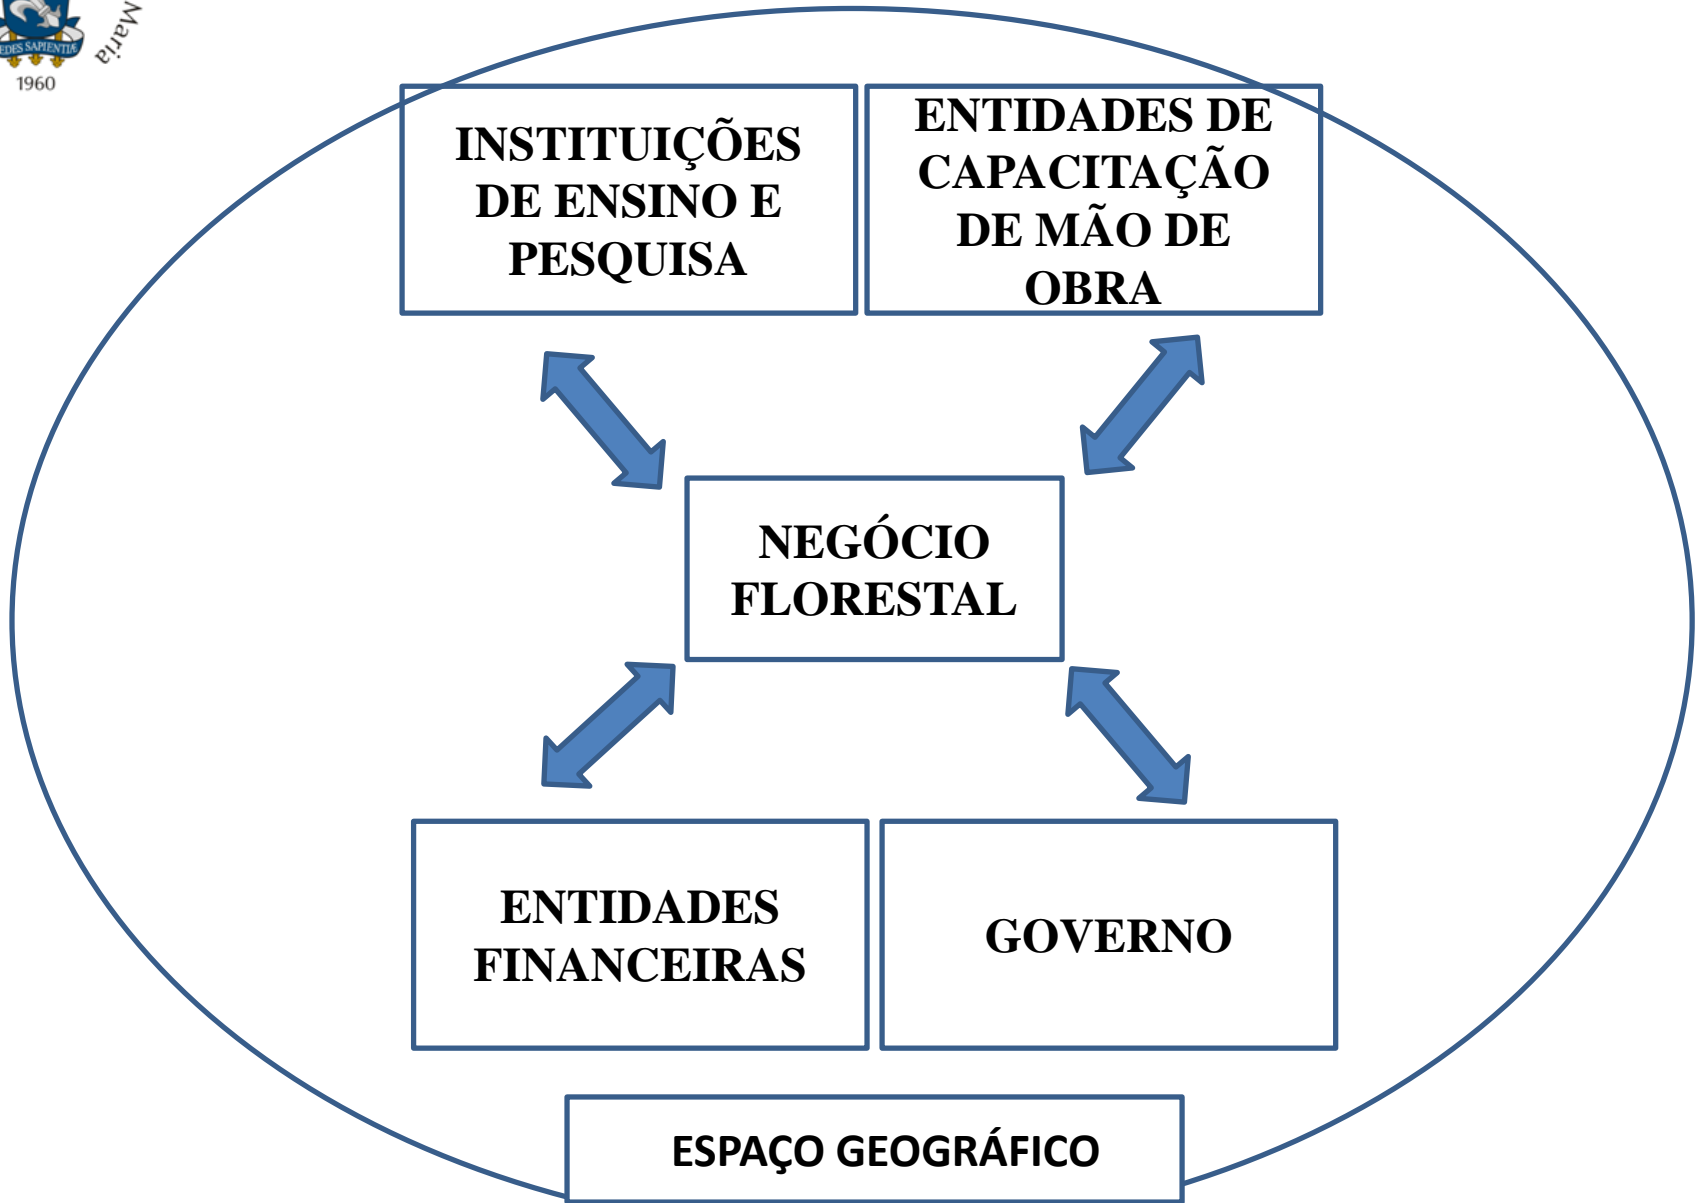 Maria
SEDES SAPIENTIÆ
1960
INSTITUIÇÕES
DE ENSINO E
PESQUISA
ENTIDADES DE
CAPACITAÇÃO
DE MÃO DE
OBRA
NEGÓCIO
FLORESTAL
ENTIDADES
FINANCEIRAS
GOVERNO
ESPAÇO GEOGRÁFICO